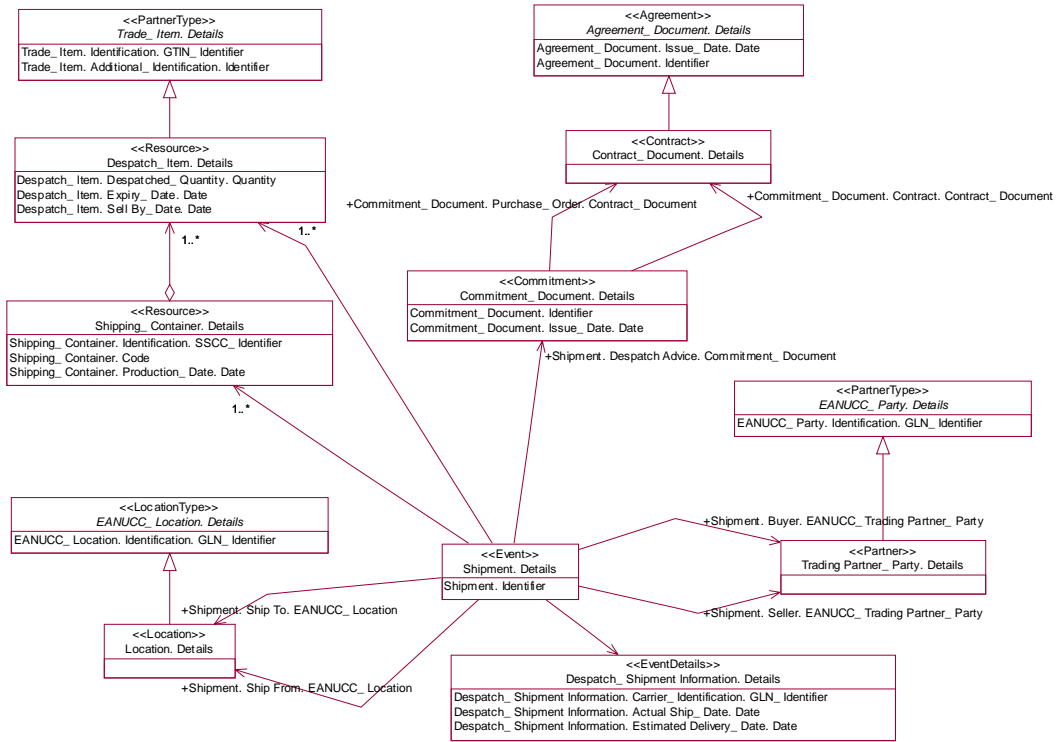 <<PartnerType>>
Trade_ Item. Details
Trade_ Item. Identification. GTIN_ Identifier
Trade_ Item. Additional_ Identification. Identifier
<<Agreement>>
Agreement_ Document. Details
Agreement_ Document. Issue_ Date. Date
Agreement_ Document. Identifier
<<Resource>>
Despatch_ Item. Details
Despatch_ Item. Despatched_ Quantity. Quantity
Despatch_ Item. Expiry_ Date. Date
Despatch_ Item. Sell By_ Date. Date
<<Contract>>
Contract_ Document. Details
+Commitment_ Document. Purchase_ Order. Contract_ Document
+Commitment_ Document. Contract. Contract_ Document
1..*
1..*
<<Commitment>>
Commitment_ Document. Details
Commitment_ Document. Identifier
Commitment_ Document. Issue_ Date. Date
<<Resource>>
Shipping_ Container. Details
Shipping_ Container. Identification. SSCC_ Identifier
Shipping_ Container. Code
Shipping_ Container. Production_ Date. Date
+Shipment. Despatch Advice. Commitment_ Document
1..*
<<PartnerType>>
EANUCC_ Party. Details
EANUCC_ Party. Identification. GLN_ Identifier
<<LocationType>>
EANUCC_ Location. Details
EANUCC_ Location. Identification. GLN_ Identifier
+Shipment. Buyer. EANUCC_ Trading Partner_ Party
<<Event>>
Shipment. Details
Shipment. Identifier
<<Partner>>
Trading Partner_ Party. Details
+Shipment. Ship To. EANUCC_ Location
+Shipment. Seller. EANUCC_ Trading Partner_ Party
<<Location>>
Location. Details
+Shipment. Ship From. EANUCC_ Location
<<EventDetails>>
Despatch_ Shipment Information. Details
Despatch_ Shipment Information. Carrier_ Identification. GLN_ Identifier
Despatch_ Shipment Information. Actual Ship_ Date. Date
Despatch_ Shipment Information. Estimated Delivery_ Date. Date